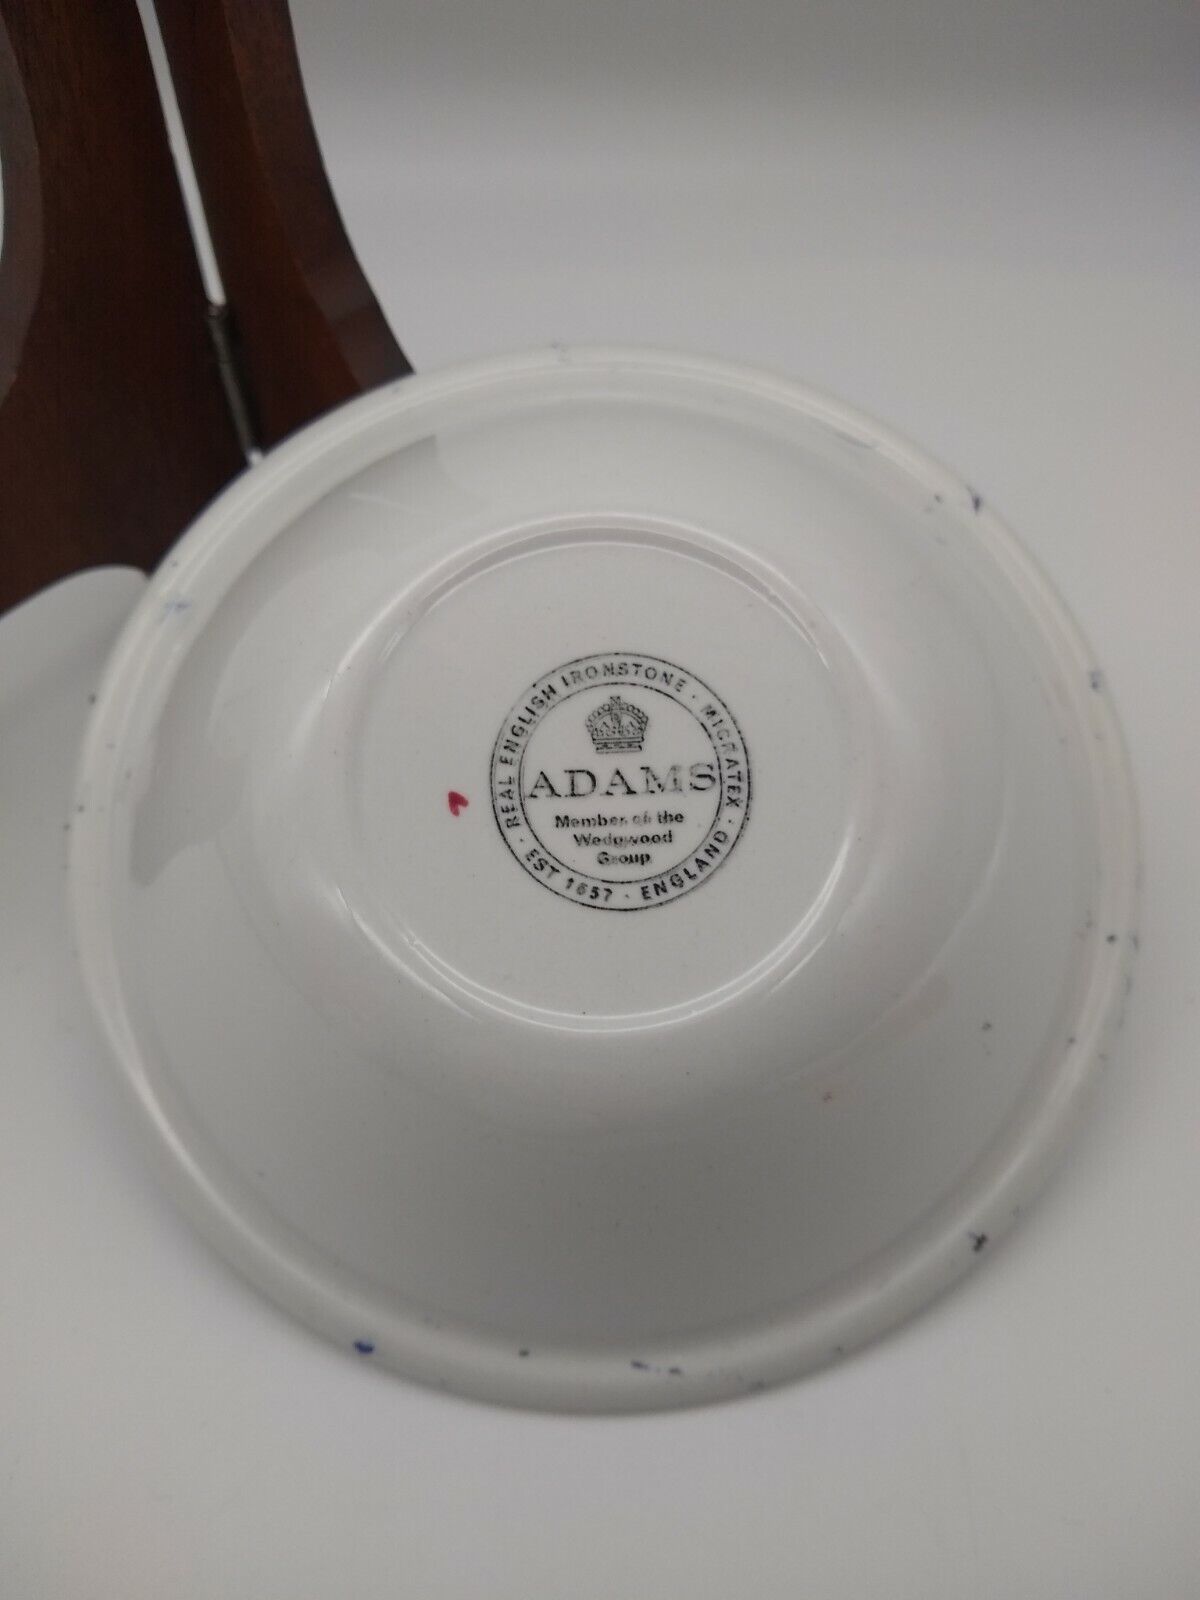 REAL ENGLISH IRONSTONE · MICRATEX ·
ADAMS
Member of the
Wedgwood
Group
EST 1657 · ENGLAND ·